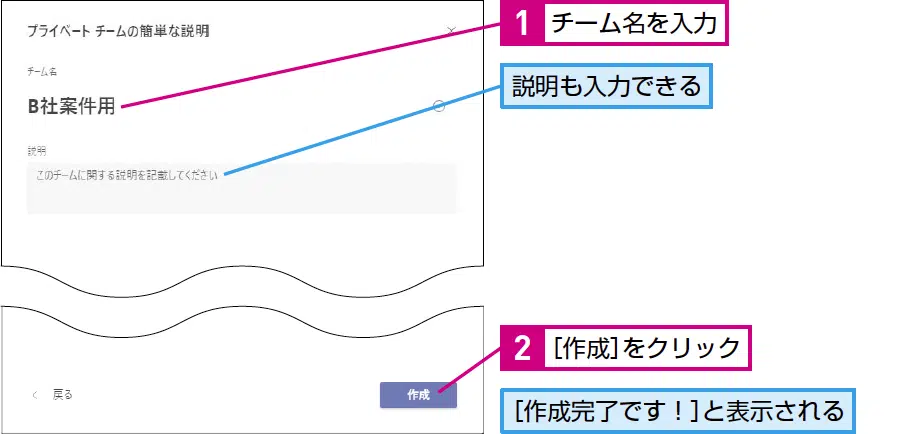 プライベート チームの簡単な説明
1 チーム名を入力
チーム名
説明も入力できる
B社案件用
説明
このチームに関する説明を記載してください
2 [作成]をクリック
戻る
作成
[作成完了です！]と表示される